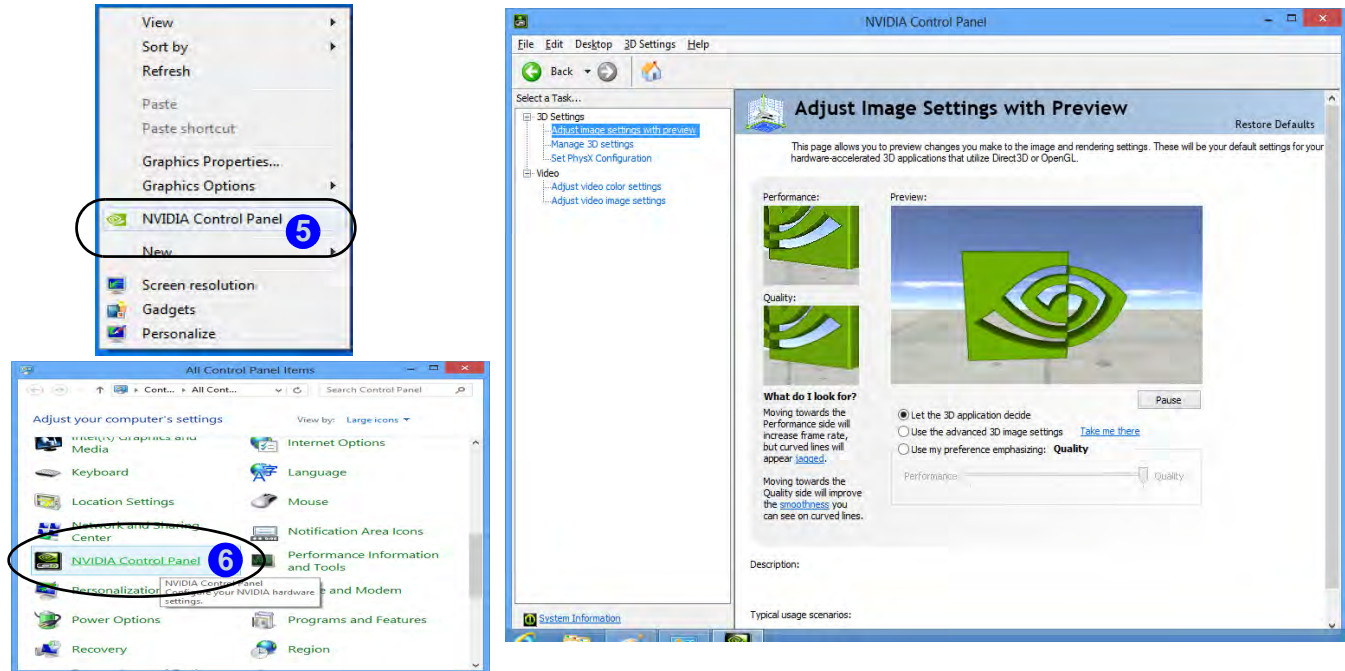 View
Sort by
Refresh
Paste
Paste shortcut
Graphics Properties...
Graphics Options
NVIDIA Control Panel
5
New
Screen resolution
Gadgets
Personalize
All Control Panel Items
Cont... All Cont...
Search Control Panel
Adjust your computer's settings
View by: Large icons
Intel(R) Graphics and
Media
Internet Options
Keyboard
Language
Location Settings
Mouse
Network and Sharing
Center
Notification Area Icons
NVIDIA Control Panel
6
Performance Information
and Tools
Personalization
NVIDIA Control Panel
Configure your NVIDIA hardware
settings.
and Modem
Power Options
Programs and Features
Recovery
Region
NVIDIA Control Panel
File Edit Desktop 3D Settings Help
Back
Select a Task...
3D Settings
Adjust image settings with preview
Manage 3D settings
Set PhysX Configuration
Video
Adjust video color settings
Adjust video image settings
System Information
Adjust Image Settings with Preview
Restore Defaults
This page allows you to preview changes you make to the image and rendering settings. These will be your default settings for your
hardware-accelerated 3D applications that utilize Direct3D or OpenGL.
Performance:
Preview:
Quality:
What do I look for?
Moving towards the
Performance side will
increase frame rate,
but curved lines will
appear jagged.
Moving towards the
Quality side will improve
the smoothness you
can see on curved lines.
Pause
Let the 3D application decide
Use the advanced 3D image settings Take me there
Use my preference emphasizing: Quality
Performance Quality
Description:
Typical usage scenarios: